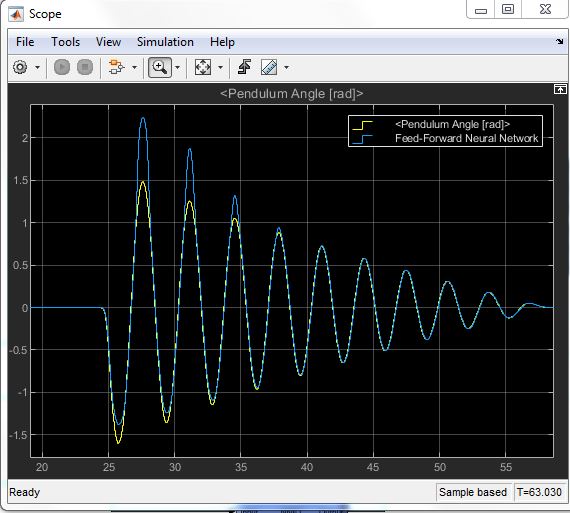 Scope
File Tools View Simulation Help
<Pendulum Angle [rad]>
<Pendulum Angle [rad]>
Feed-Forward Neural Network
2
1.5
1
0.5
0
-0.5
-1
-1.5
20 25 30 35 40 45 50 55
Ready Sample based T=63.030